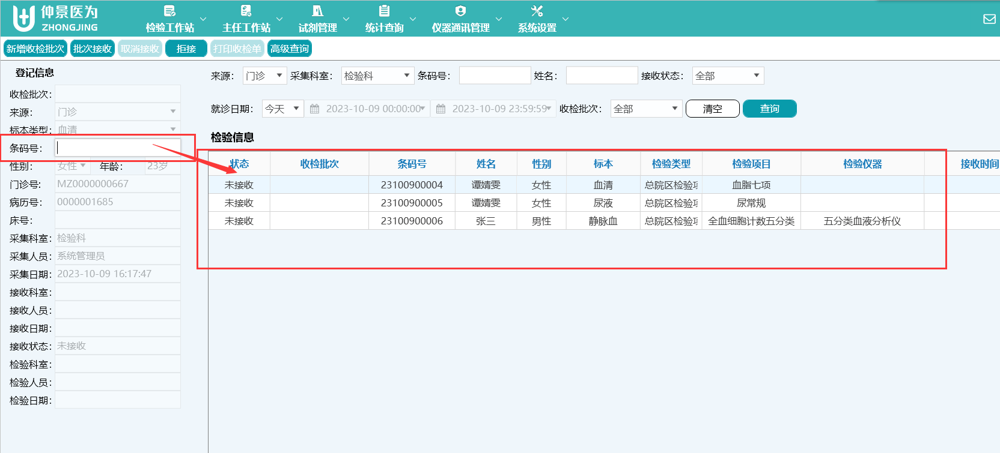 仲景医为
ZHONGJING
检验工作站 主任工作站 试剂管理 统计查询 仪器通讯管理 系统设置
新增收检批次 批次接收 取消接收 拒接 打印收检单 高级查询
登记信息
收检批次：
来源： 门诊
标本类型： 血清
条码号：
性别： 女性 年龄： 23岁
门诊号: MZ0000000667
病历号： 0000001685
床号：
采集科室： 检验科
采集人员： 系统管理员
采集日期： 2023-10-09 16:17:47
接收科室：
接收人员：
接收日期：
接收状态： 未接收
检验科室：
检验人员：
检验日期：
来源： 门诊 采集科室： 检验科 条码号： 姓名： 接收状态： 全部
就诊日期： 今天 2023-10-09 00:00:00 2023-10-09 23:59:59 收检批次： 全部 清空 查询
检验信息
状态 收检批次 条码号 姓名 性别 标本 检验类型 检验项目 检验仪器 接收时间
未接收 23100900004 谭婧雯 女性 血清 总院区检验项 血脂七项
未接收 23100900005 谭婧雯 女性 尿液 总院区检验项 尿常规
未接收 23100900006 张三 男性 静脉血 总院区检验项 全血细胞计数五分类 五分类血液分析仪